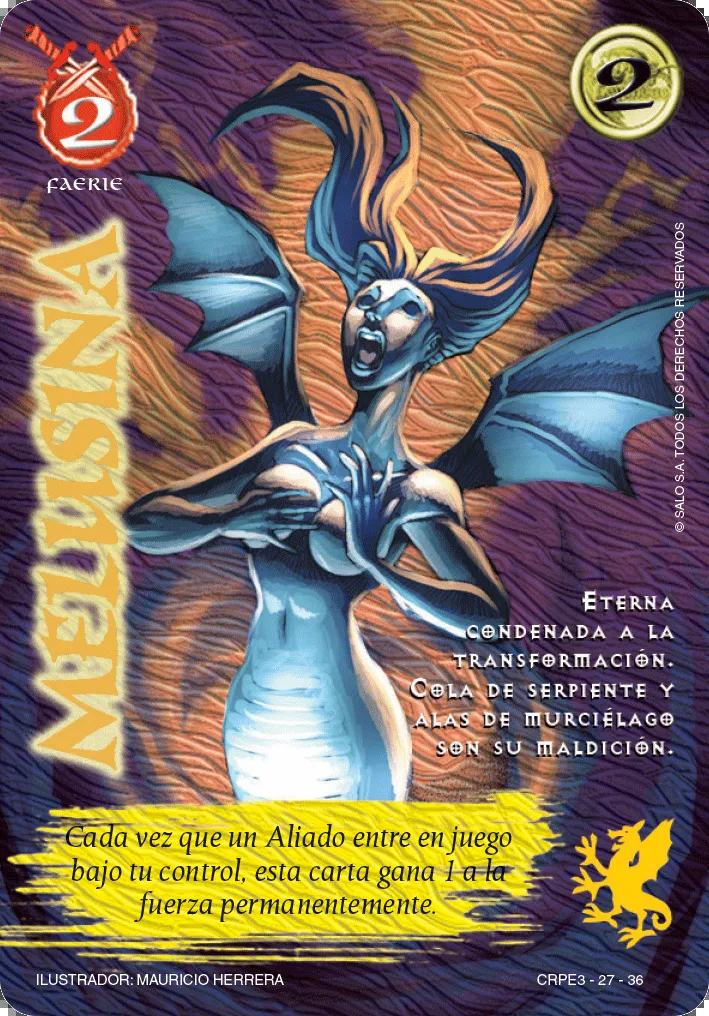 2
2
FAERIE
MELUSINA
© SALO S.A. TODOS LOS DERECHOS RESERVADOS
ETERNA
CONDENADA A LA
TRANSFORMACIÓN.
COLA DE SERPIENTE Y
ALAS DE MURCIÉLAGO
SON SU MALDICIÓN.
Cada vez que un Aliado entre en juego
bajo tu control, esta carta gana 1 a la
fuerza permanentemente.
ILUSTRADOR: MAURICIO HERRERA
CRPE3 - 27 - 36